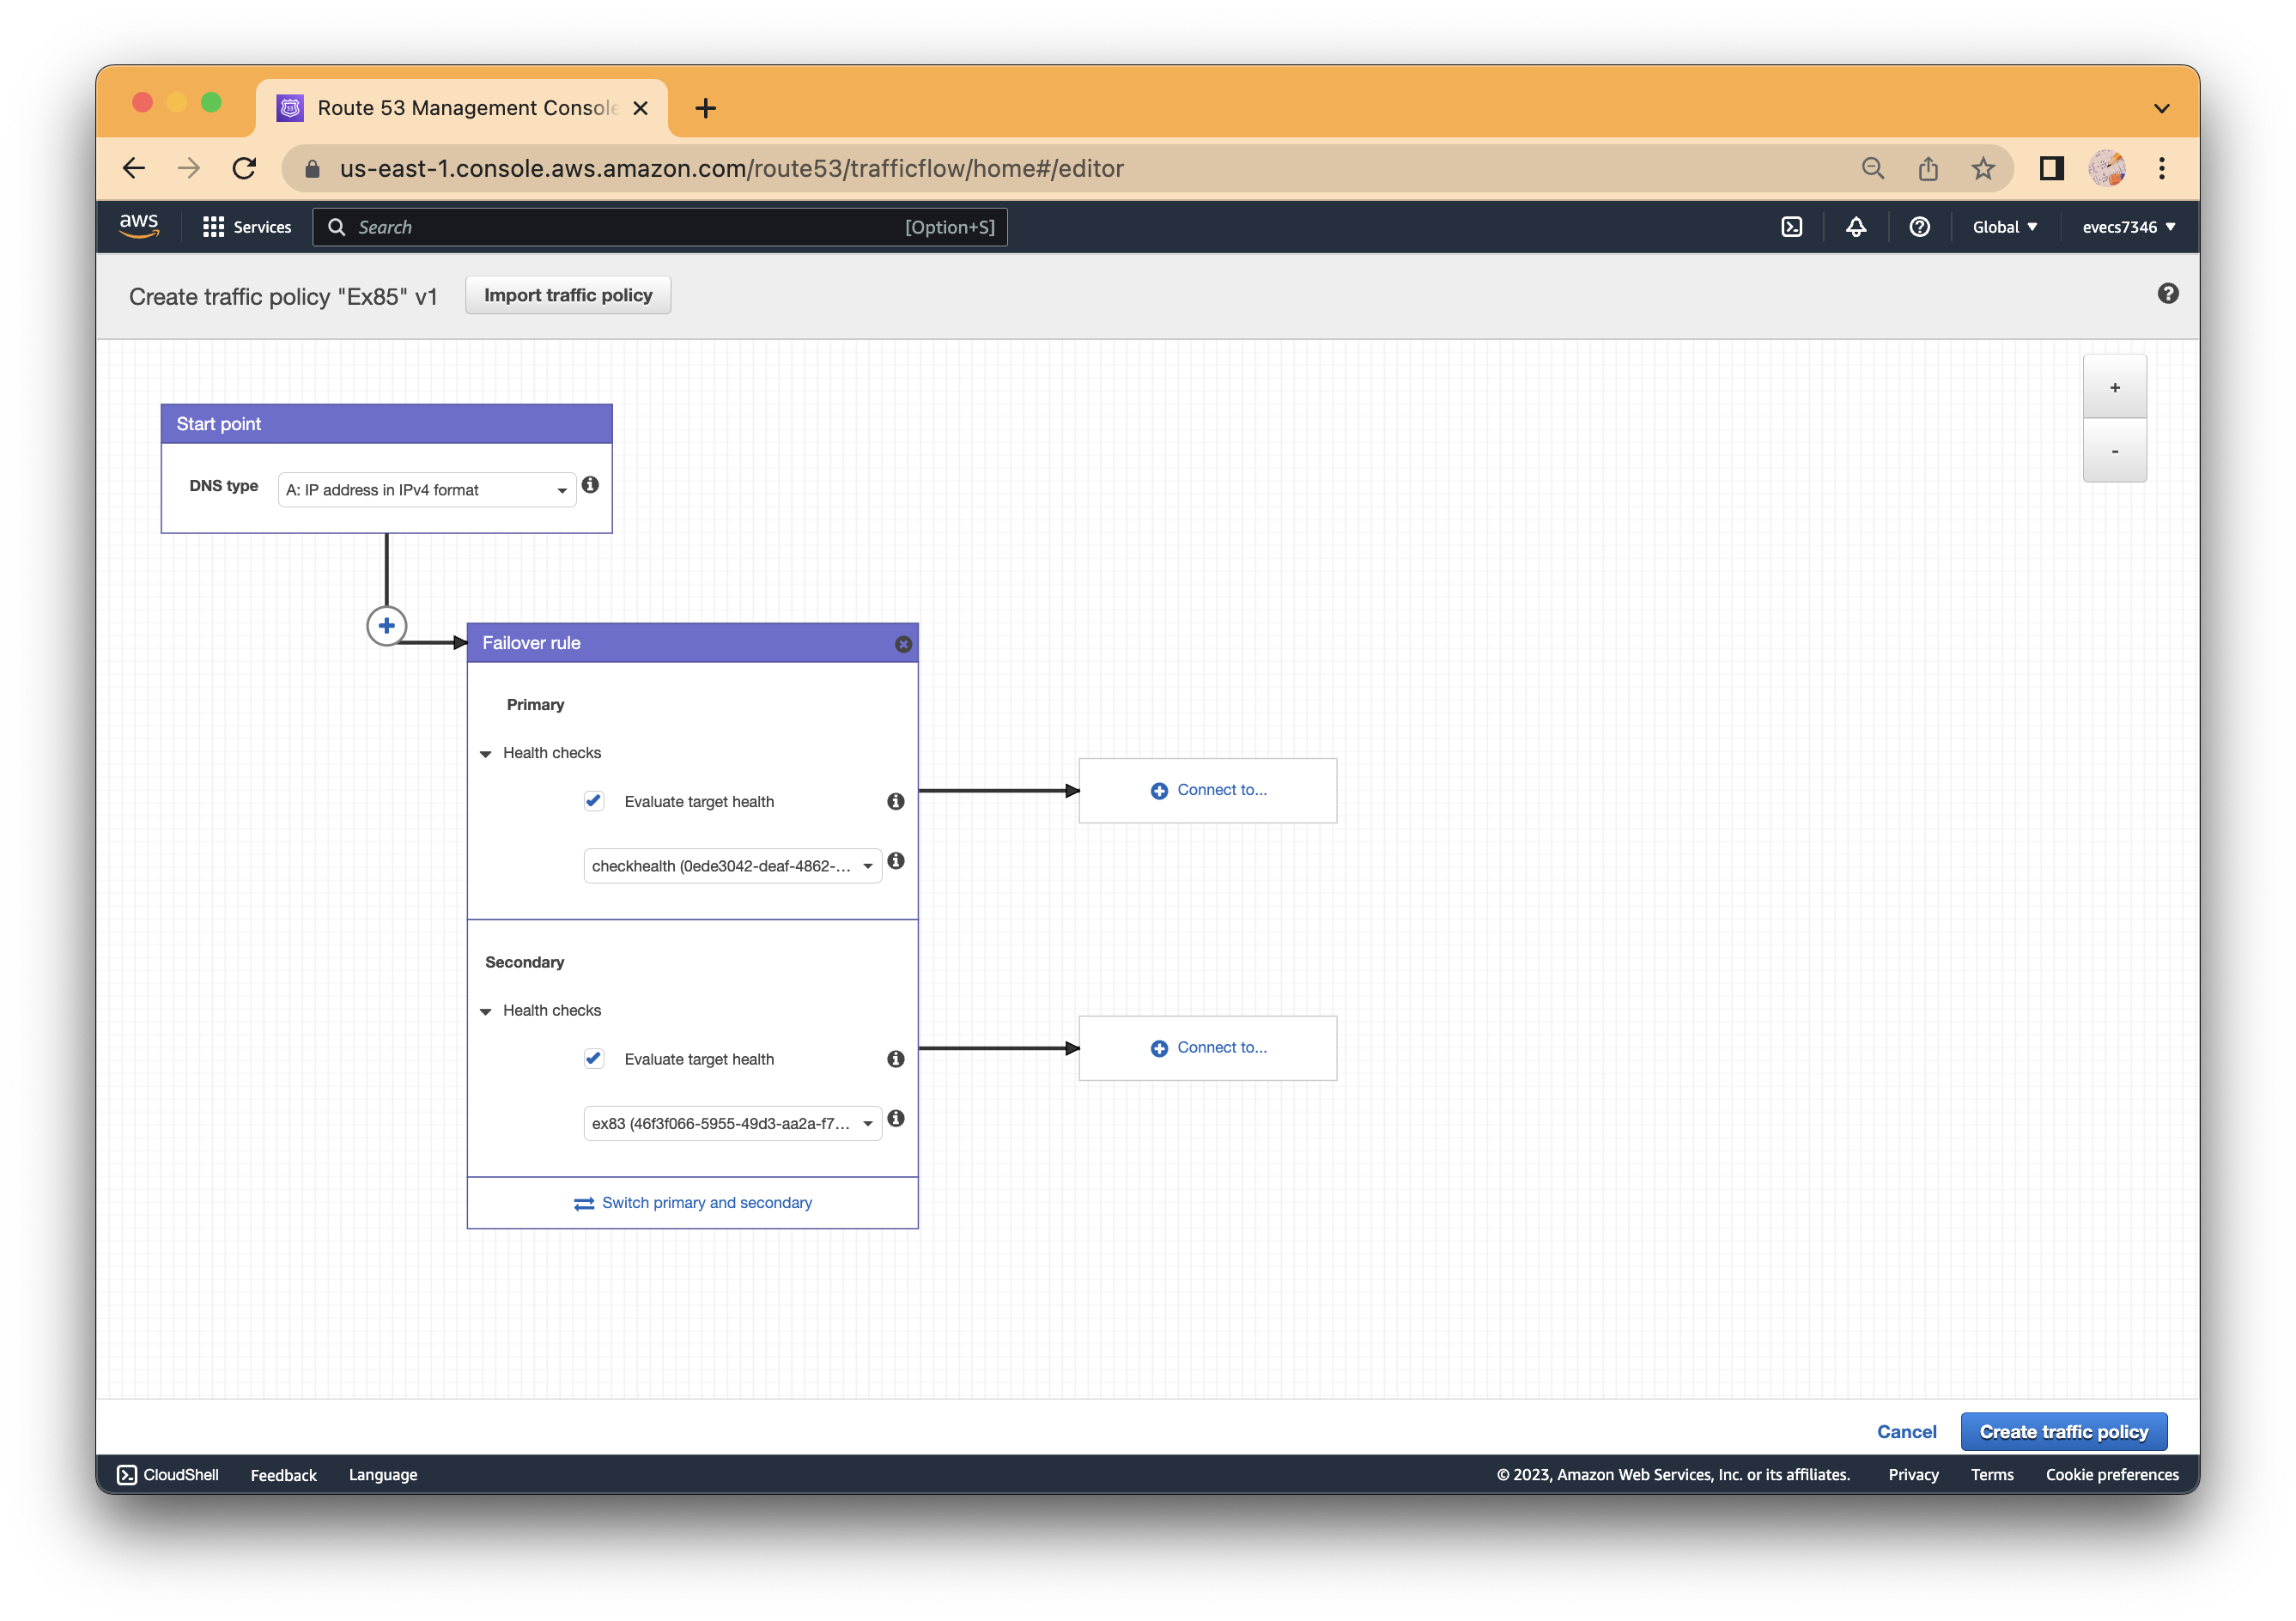 Route 53 Management Console
us-east-1.console.aws.amazon.com/route53/trafficflow/home#/editor
aws
Services
Search
[Option+S]
Global
evecs7346
Create traffic policy "Ex85" v1
Import traffic policy
+
-
Start point
DNS type
A: IP address in IPv4 format
Failover rule
Primary
Health checks
Evaluate target health
Connect to...
checkhealth (0ede3042-deaf-4862-...
Secondary
Health checks
Evaluate target health
Connect to...
ex83 (46f3f066-5955-49d3-aa2a-f7...
Switch primary and secondary
Cancel
Create traffic policy
CloudShell
Feedback
Language
© 2023, Amazon Web Services, Inc. or its affiliates.
Privacy
Terms
Cookie preferences